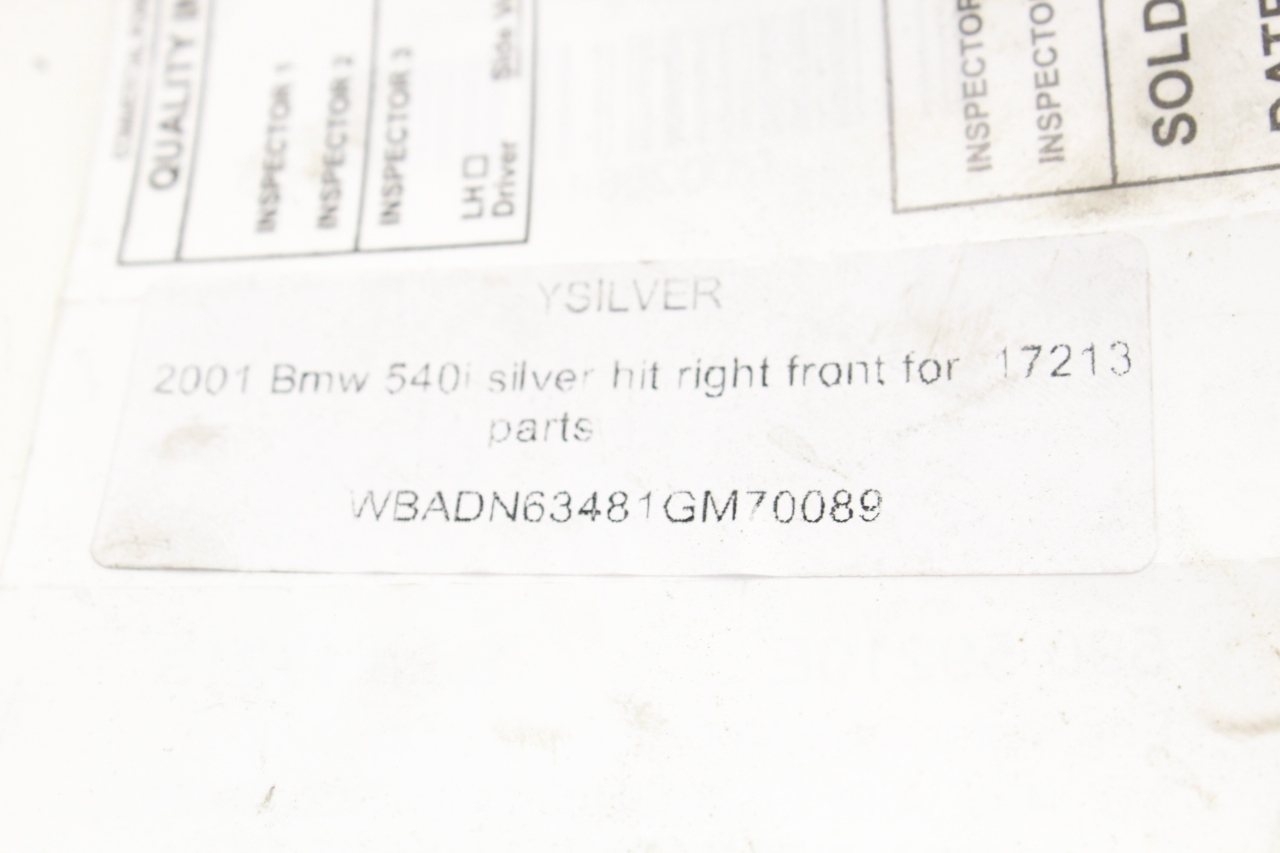 QUALITY
INSPECTOR 1
INSPECTOR 2
INSPECTOR 3
LH
Driver
Side
INSPECTOR
INSPECTOR
SOLD
YSILVER
2001 Bmw 540i silver hit right front for 17213
parts
WBADN63481GM70089